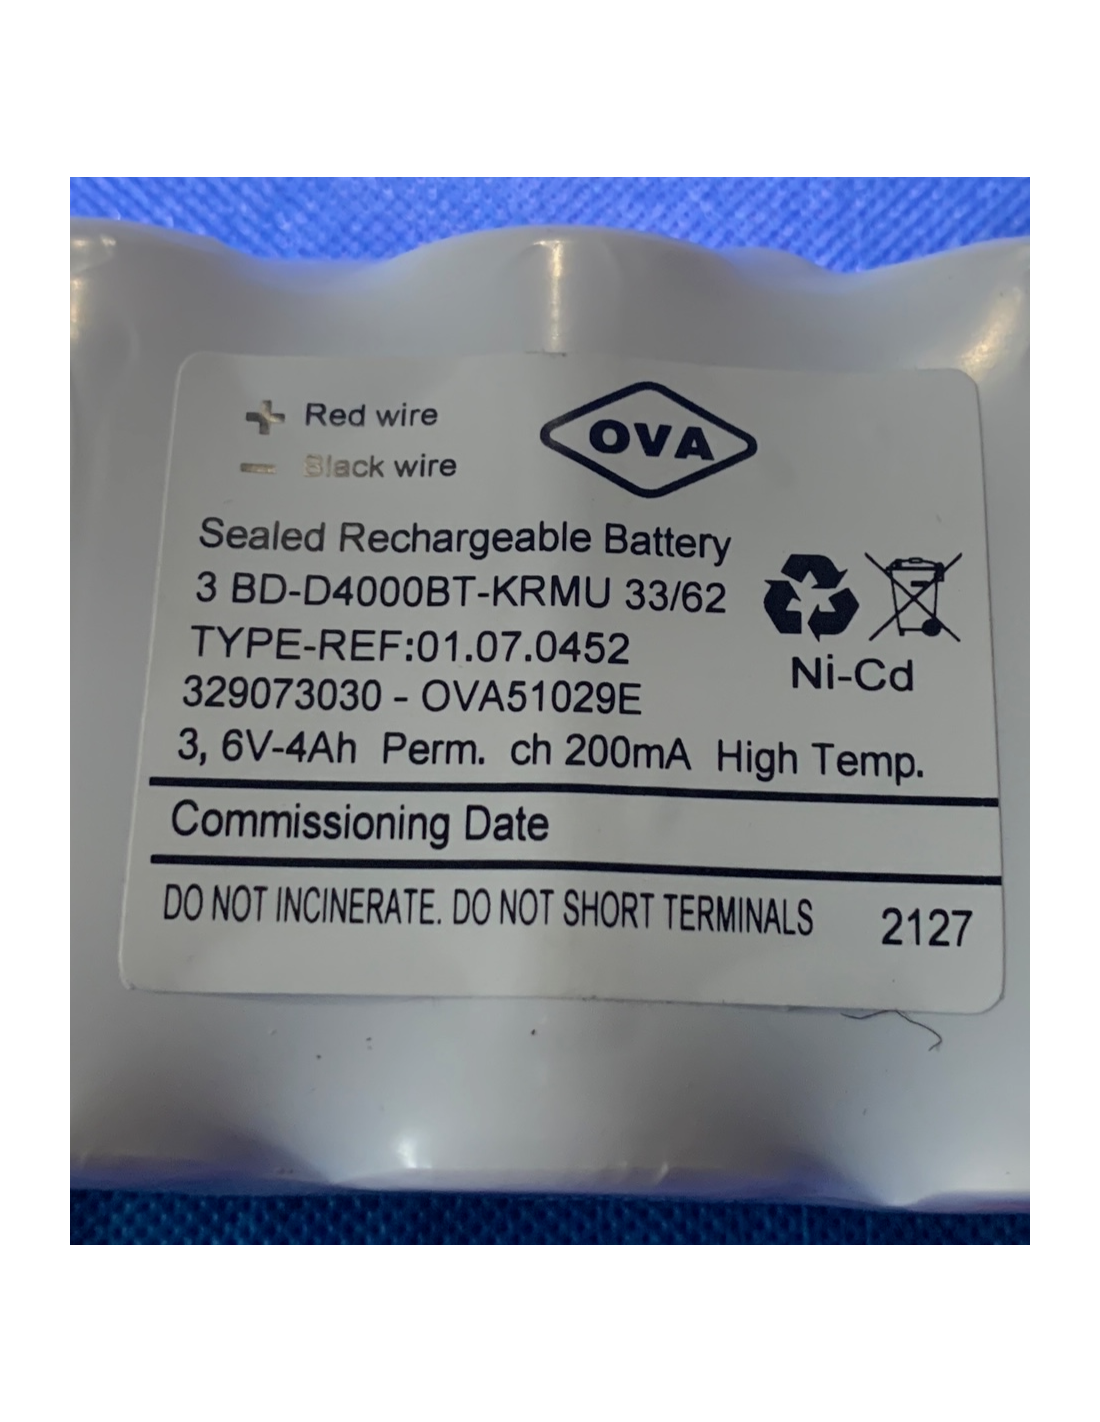 + Red wire
OVA
− Black wire
Sealed Rechargeable Battery
3 BD-D4000BT-KRMU 33/62
TYPE-REF:01.07.0452
Ni-Cd
329073030 - OVA51029E
3, 6V-4Ah Perm. ch 200mA High Temp.
Commissioning Date
DO NOT INCINERATE. DO NOT SHORT TERMINALS 2127